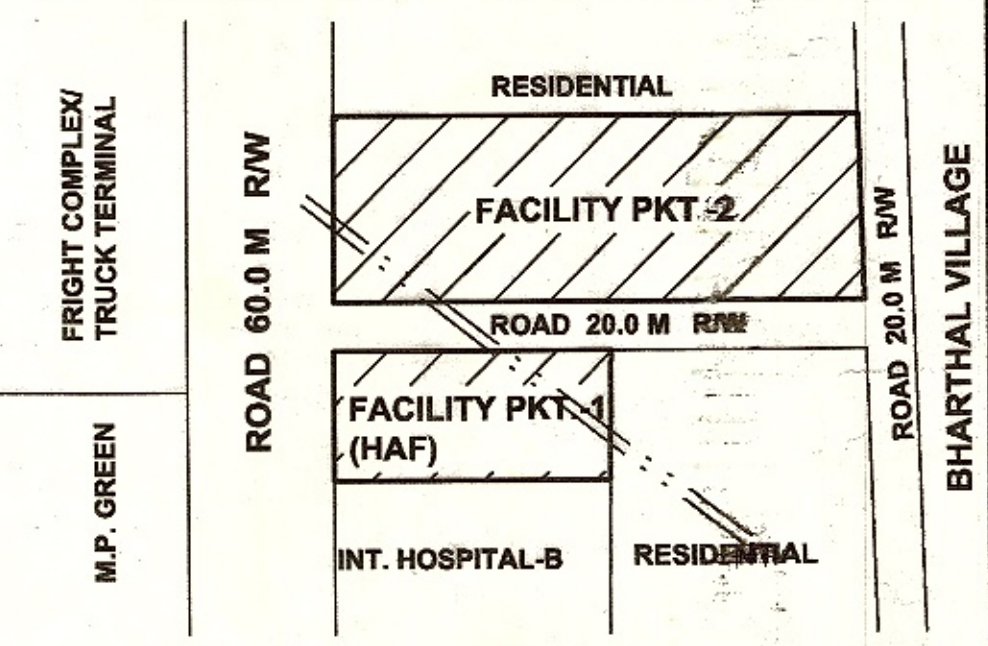 RESIDENTIAL
FRIGHT COMPLEX/
TRUCK TERMINAL
ROAD 60.0 M R/W
FACILITY PKT -2
ROAD 20.0 M R/W
ROAD 20.0 M R/W
BHARTHAL VILLAGE
FACILITY PKT -1
(HAF)
M.P. GREEN
INT. HOSPITAL-B
RESIDENTIAL